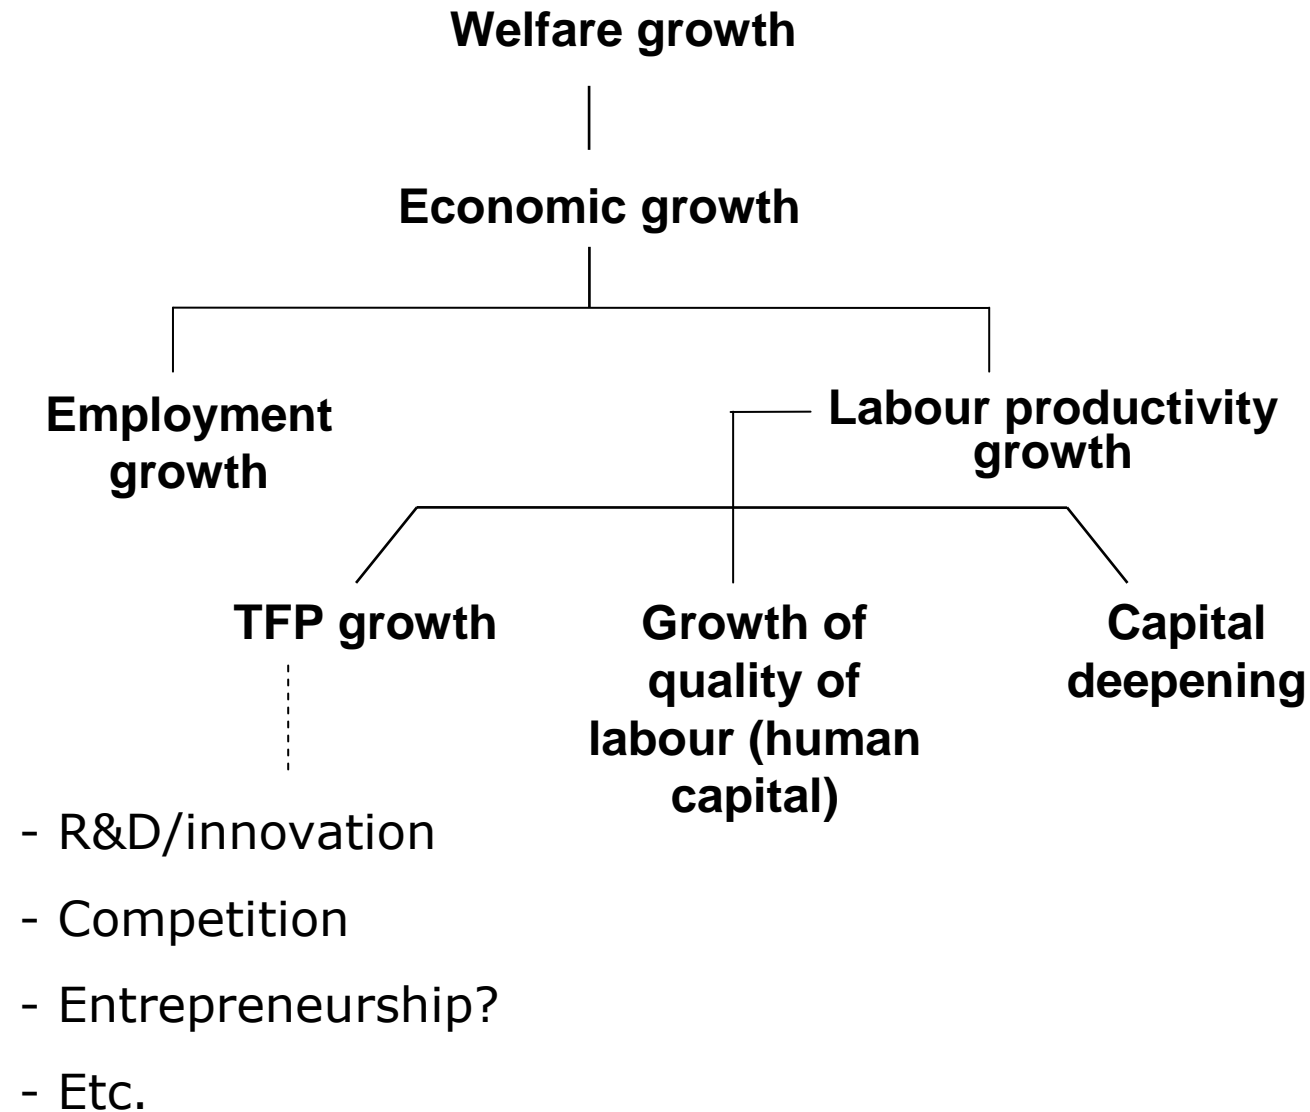 Welfare growth
Economic growth
Employment
growth
Labour productivity
growth
TFP growth
Growth of
quality of
labour (human
capital)
Capital
deepening
- R&D/innovation
- Competition
- Entrepreneurship?
- Etc.